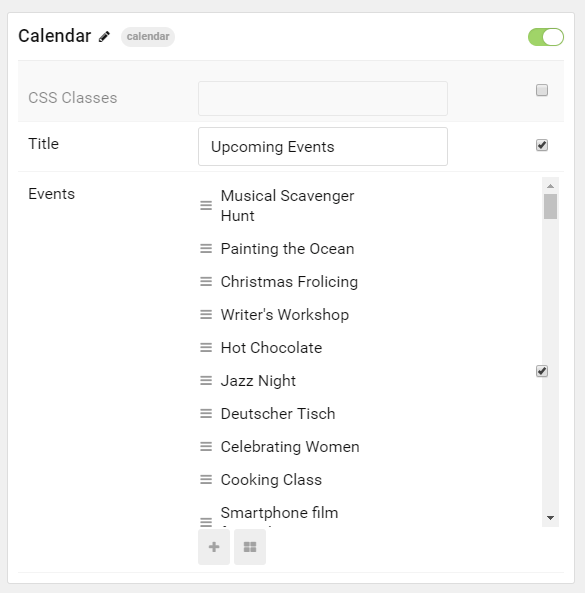 Calendar calendar
CSS Classes
Title Upcoming Events
Events
Musical Scavenger
Hunt
Painting the Ocean
Christmas Frolicing
Writer's Workshop
Hot Chocolate
Jazz Night
Deutscher Tisch
Celebrating Women
Cooking Class
Smartphone film